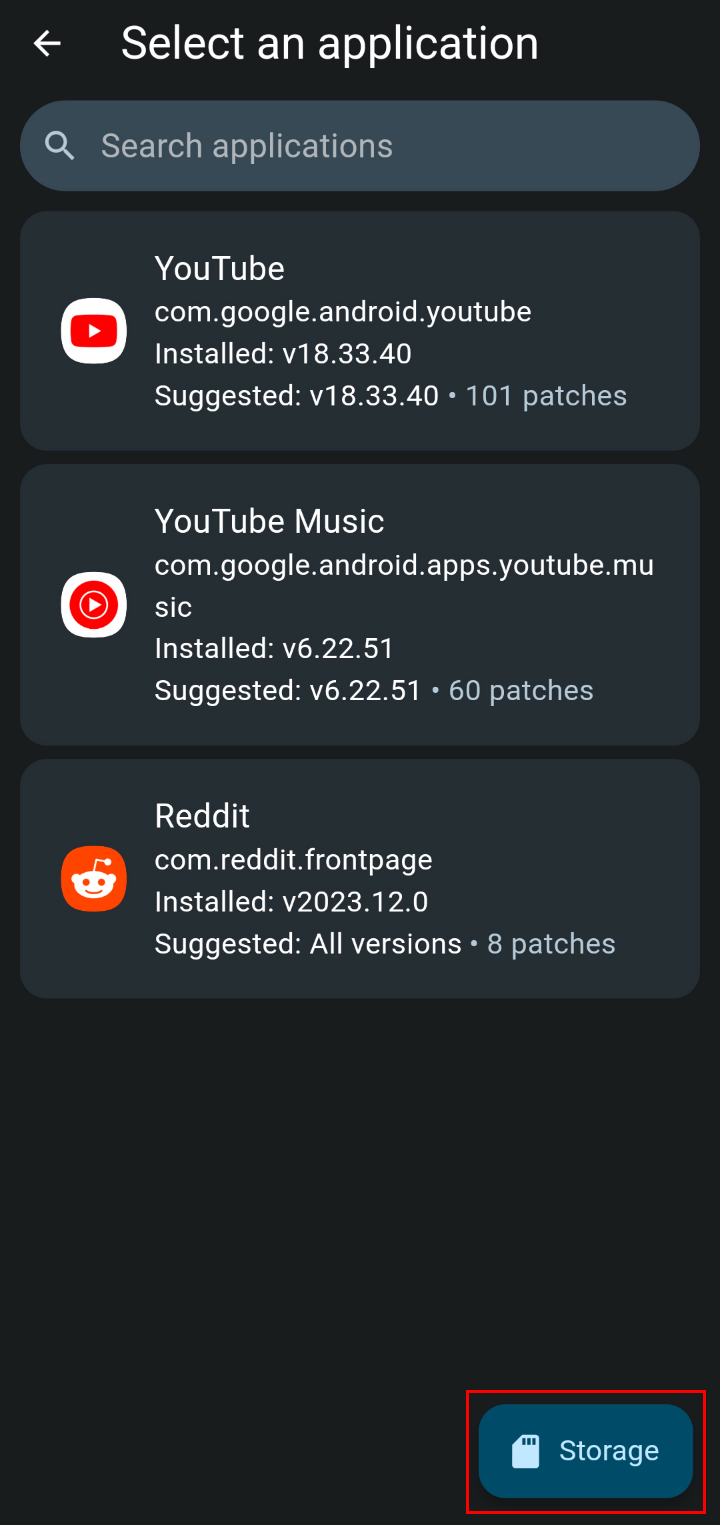 Select an application
Search applications
YouTube
com.google.android.youtube
Installed: v18.33.40
Suggested: v18.33.40 • 101 patches
YouTube Music
com.google.android.apps.youtube.mu
sic
Installed: v6.22.51
Suggested: v6.22.51 • 60 patches
Reddit
com.reddit.frontpage
Installed: v2023.12.0
Suggested: All versions • 8 patches
Storage